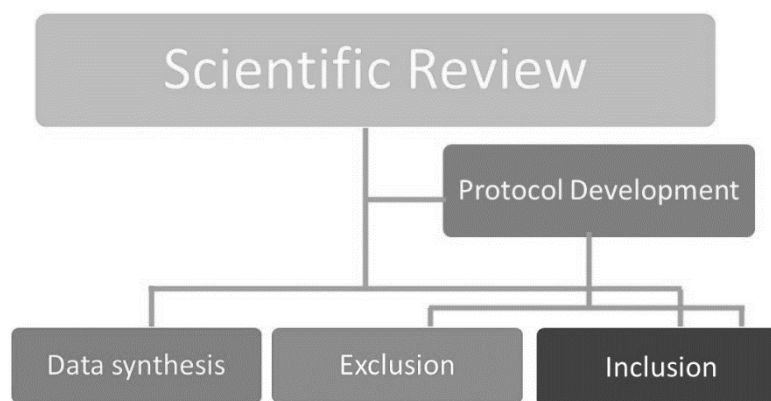 Scientific Review
Protocol Development
Data synthesis
Exclusion
Inclusion